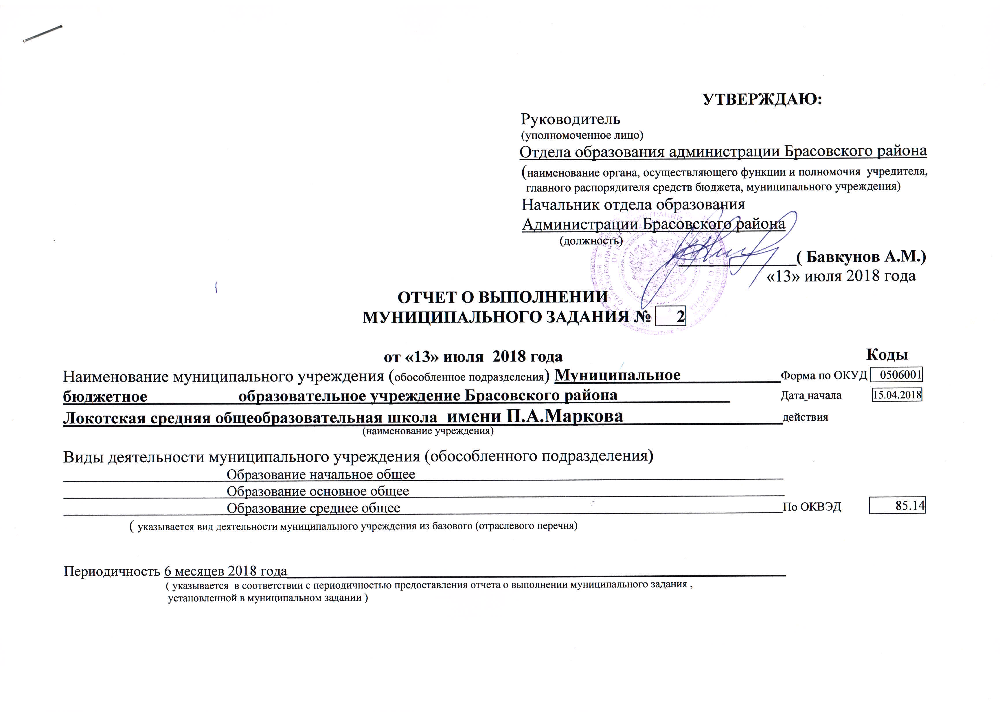 УТВЕРЖДАЮ:
Руководитель
(уполномоченное лицо)
Отдела образования администрации Брасовского района
(наименование органа, осуществляющего функции и полномочия учредителя,
главного распорядителя средств бюджета, муниципального учреждения)
Начальник отдела образования
Администрации Брасовского района
(должность)
( Бавкунов А.М.)
«13» июля 2018 года
ОТЧЕТ О ВЫПОЛНЕНИИ
МУНИЦИПАЛЬНОГО ЗАДАНИЯ № 2
от «13» июля 2018 года Коды
Наименование муниципального учреждения (обособленное подразделения) Муниципальное Форма по ОКУД 0506001
бюджетное образовательное учреждение Брасовского района Дата начала 15.04.2018
Локотская средняя общеобразовательная школа имени П.А.Маркова действия
(наименование учреждения)
Виды деятельности муниципального учреждения (обособленного подразделения)
Образование начальное общее
Образование основное общее
Образование среднее общее По ОКВЭД 85.14
( указывается вид деятельности муниципального учреждения из базового (отраслевого перечня)
Периодичность 6 месяцев 2018 года
( указывается в соответствии с периодичностью предоставления отчета о выполнении муниципального задания ,
установленной в муниципальном задании )